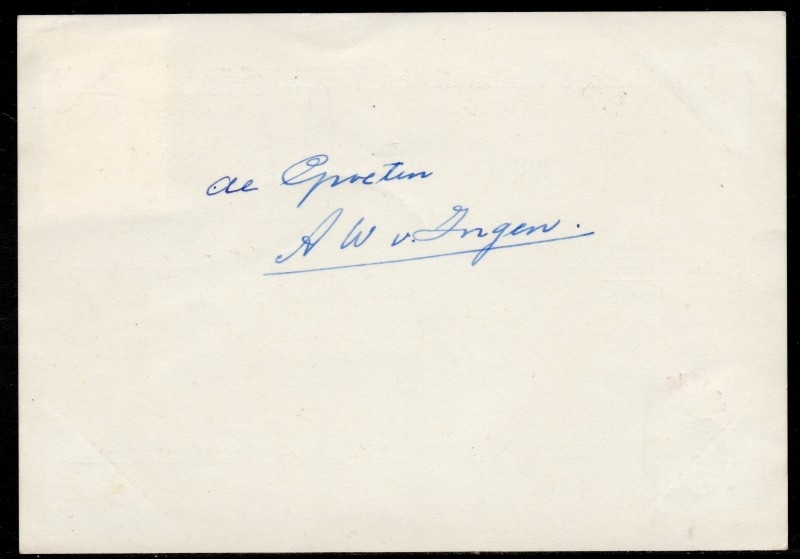 de Groeten
A W v. Ingen.